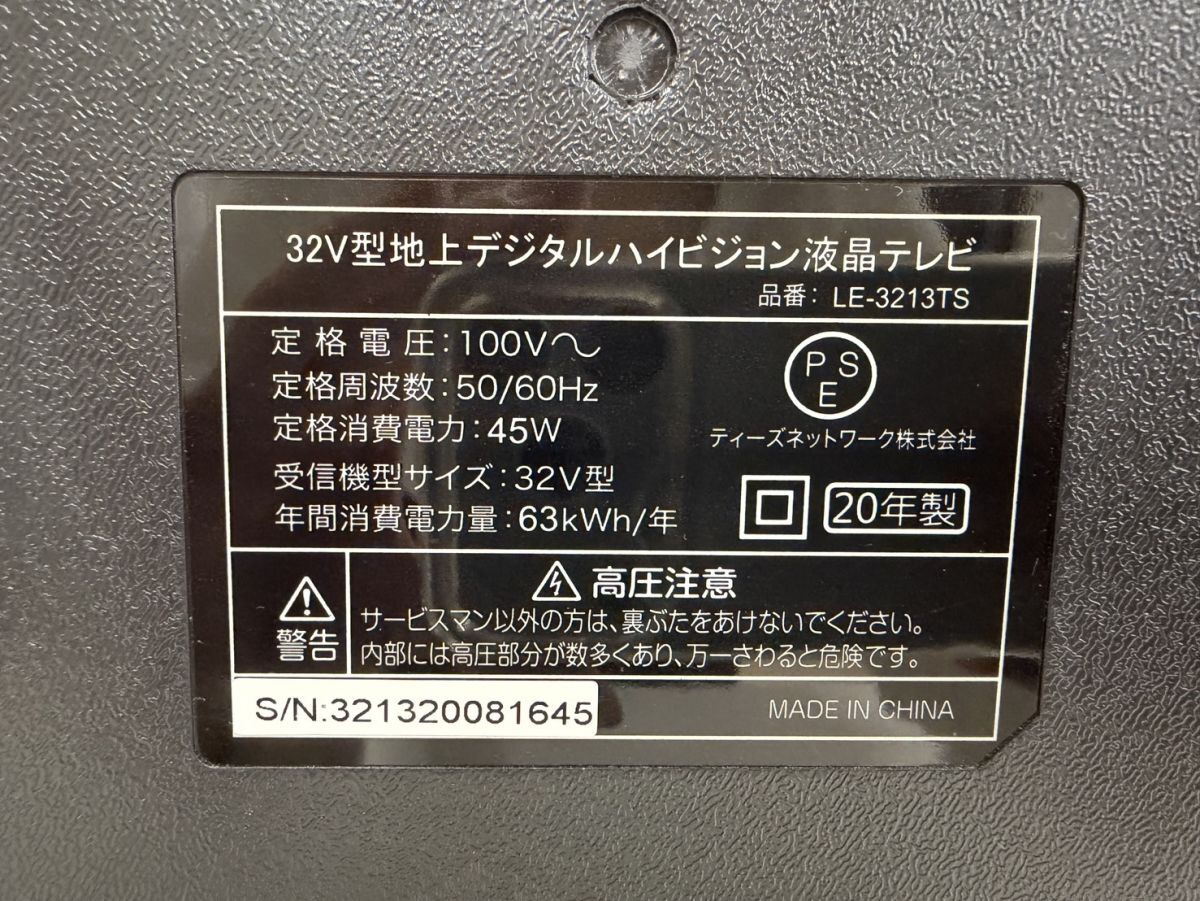 32V型地上デジタルハイビジョン液晶テレビ
品番: LE-3213TS
定格電圧:100V～
定格周波数:50/60Hz
定格消費電力:45W
受信機型サイズ:32V型
年間消費電力量:63kWh/年
PSE
ティーズネットワーク株式会社
20年製
高圧注意
警告
サービスマン以外の方は、裏ぶたをあけないでください。
内部には高圧部分が数多くあり、万一さわると危険です。
S/N:321320081645
MADE IN CHINA